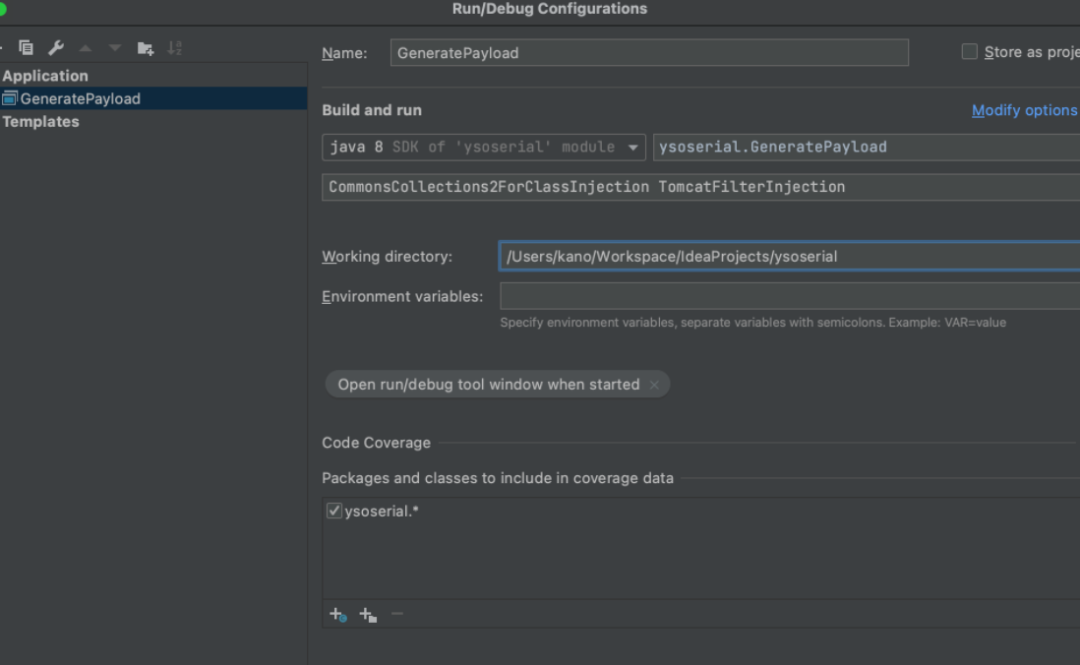 Run/Debug Configurations
Name: GeneratePayload
Store as proje
Application
GeneratePayload
Templates
Build and run
Modify options
java 8 SDK of 'ysoserial' module
ysoserial.GeneratePayload
CommonsCollections2ForClassInjection TomcatFilterInjection
Working directory: /Users/kano/Workspace/IdeaProjects/ysoserial
Environment variables:
Specify environment variables, separate variables with semicolons. Example: VAR=value
Open run/debug tool window when started
Code Coverage
Packages and classes to include in coverage data
ysoserial.*